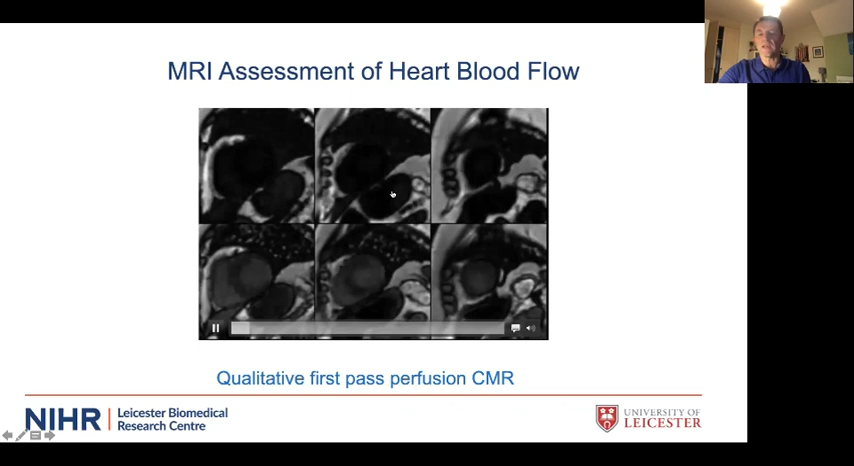 MRI Assessment of Heart Blood Flow
Qualitative first pass perfusion CMR
NIHR
Leicester Biomedical
Research Centre
UNIVERSITY OF
LEICESTER